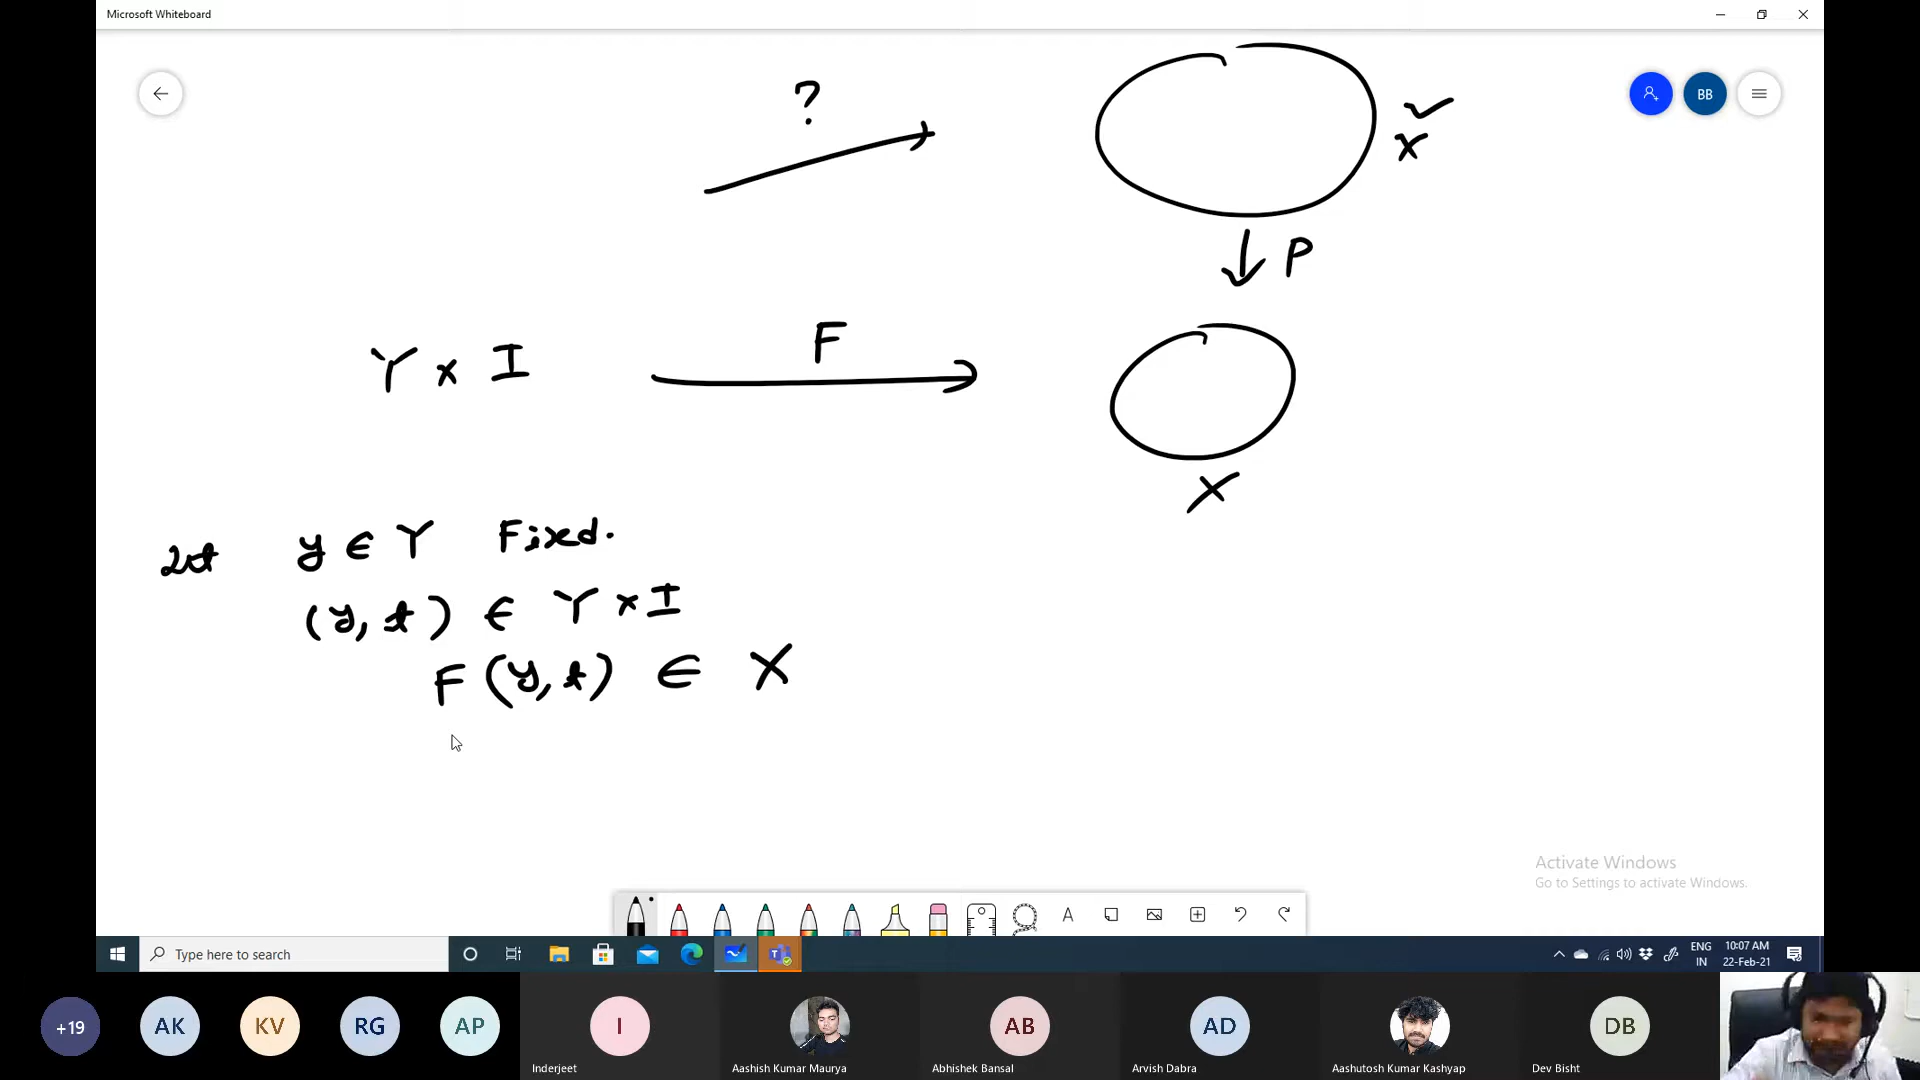 Microsoft Whiteboard
?
BB
X
P
Y × I
F
X
Let y ∈ Y Fixed.
(y, t) ∈ Y × I
F (y, t) ∈ X
Activate Windows
Go to Settings to activate Windows.
A
Type here to search
ENG
IN
10:07 AM
22-Feb-21
+19
AK
KV
RG
AP
I
AB
AD
DB
Inderjeet
Aashish Kumar Maurya
Abhishek Bansal
Arvish Dabra
Aashutosh Kumar Kashyap
Dev Bisht